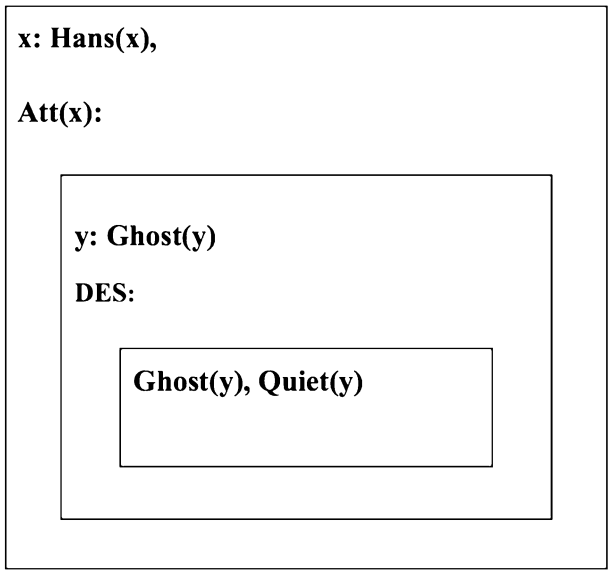 x: Hans(x),
Att(x):
y: Ghost(y)
DES:
Ghost(y), Quiet(y)